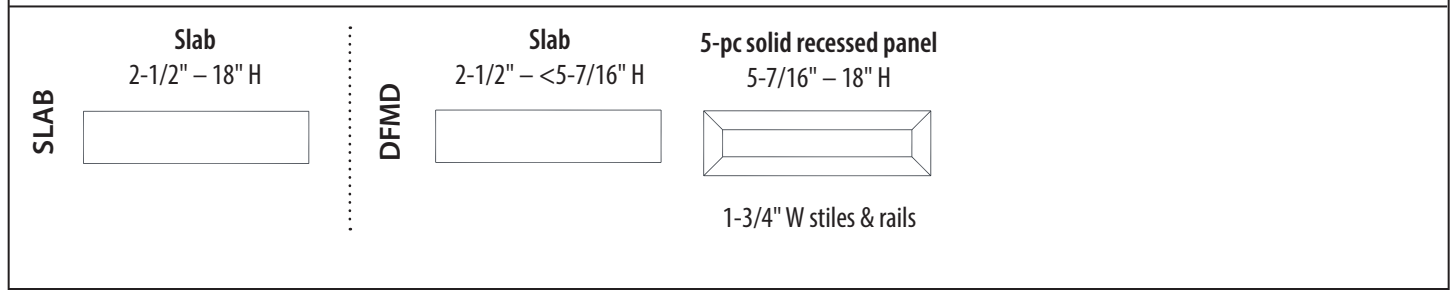 SLAB
Slab
2-1/2" – 18" H
DFMD
Slab
2-1/2" – <5-7/16" H
5-pc solid recessed panel
5-7/16" – 18" H
1-3/4" W stiles & rails